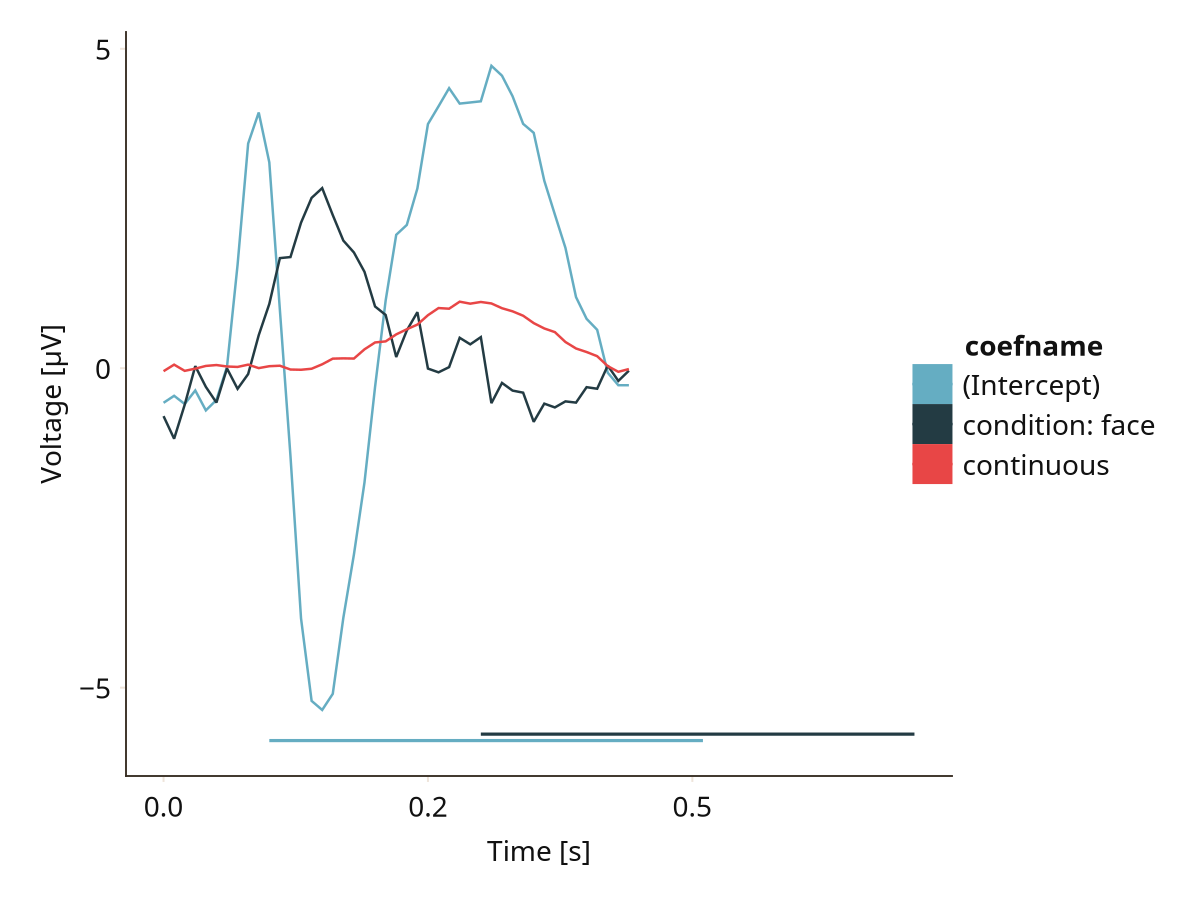 5
0
−5
Voltage [µV]
0.0
0.2
0.5
Time [s]
coefname
(Intercept)
condition: face
continuous